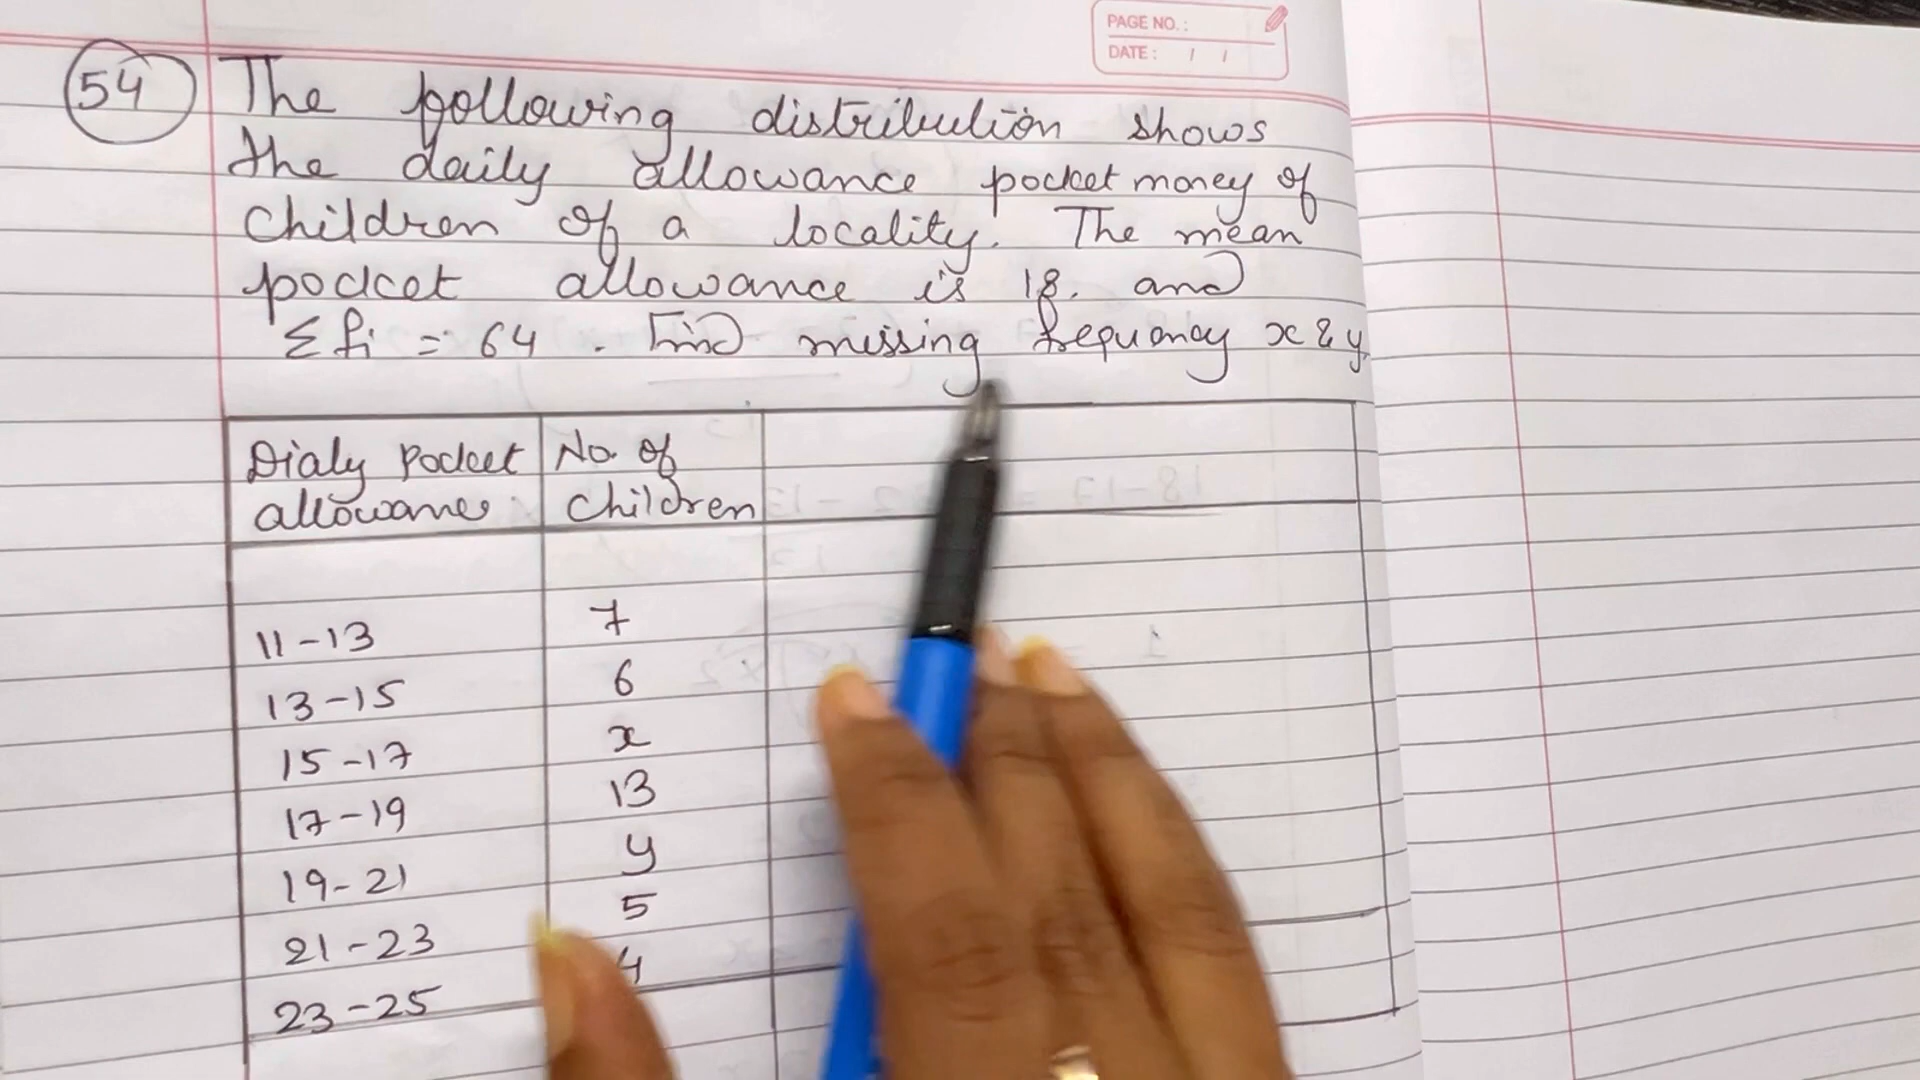 PAGE NO. :
DATE : / /
54 The following distribution shows
the daily allowance pocket money of
Children of a locality. The mean
pocket allowance is 18. and
Σfi = 64 . Find missing frequency x & y
Dialy Pocket No. of
allowane Children
11-13 7
13-15 6
15-17 x
17-19 13
19-21 y
21-23 5
23-25 4